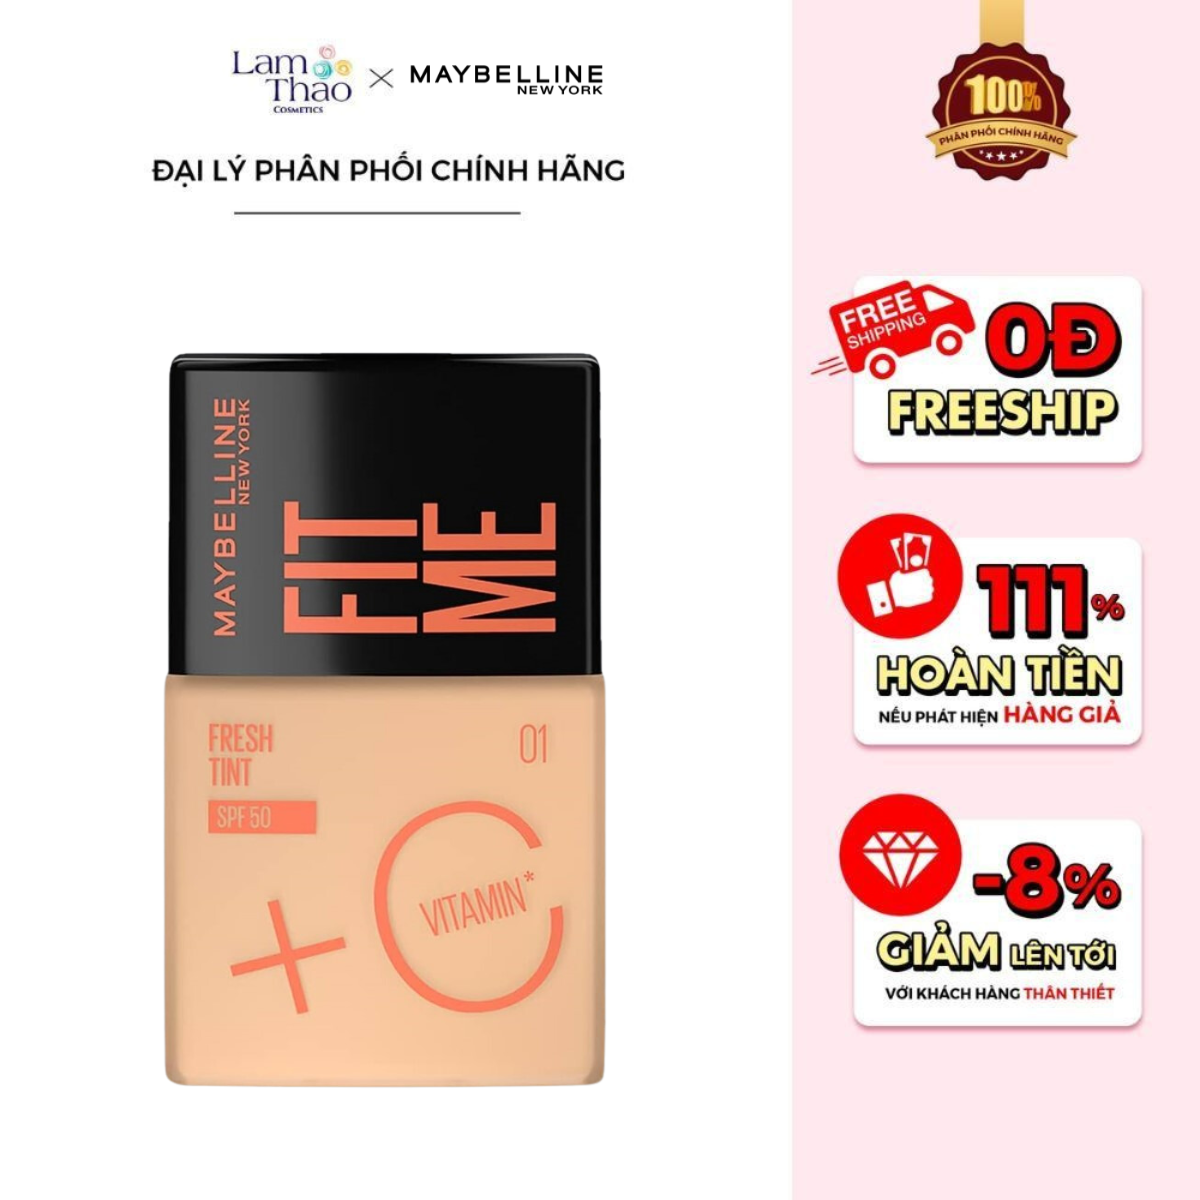 Lam
Thao
COSMETICS
MAYBELLINE
NEW YORK
ĐẠI LÝ PHÂN PHỐI CHÍNH HÃNG
100%
PHÂN PHỐI CHÍNH HÃNG
FREE
SHIPPING
0Đ
FREESHIP
111%
HOÀN TIỀN
NẾU PHÁT HIỆN HÀNG GIẢ
-8%
GIẢM LÊN TỚI
VỚI KHÁCH HÀNG THÂN THIẾT
MAYBELLINE
NEW YORK
FIT
ME
FRESH
TINT
01
SPF 50
+ C
VITAMIN*